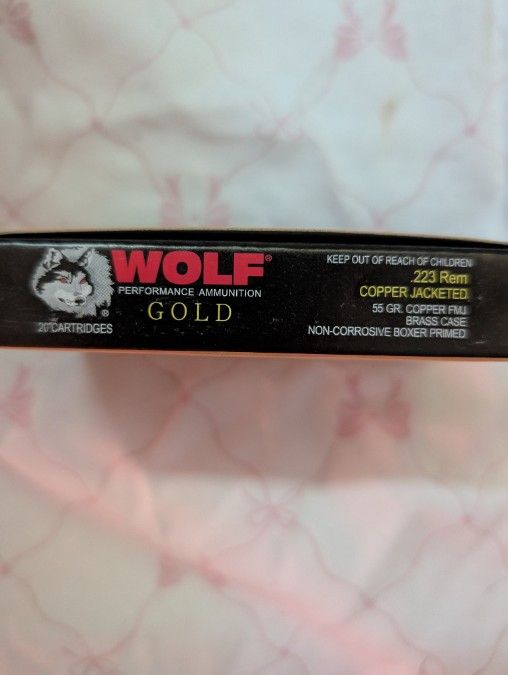 WOLF®
PERFORMANCE AMMUNITION
GOLD
®
20 CARTRIDGES
KEEP OUT OF REACH OF CHILDREN
.223 Rem
COPPER JACKETED
55 GR. COPPER FMJ
BRASS CASE
NON-CORROSIVE BOXER PRIMED